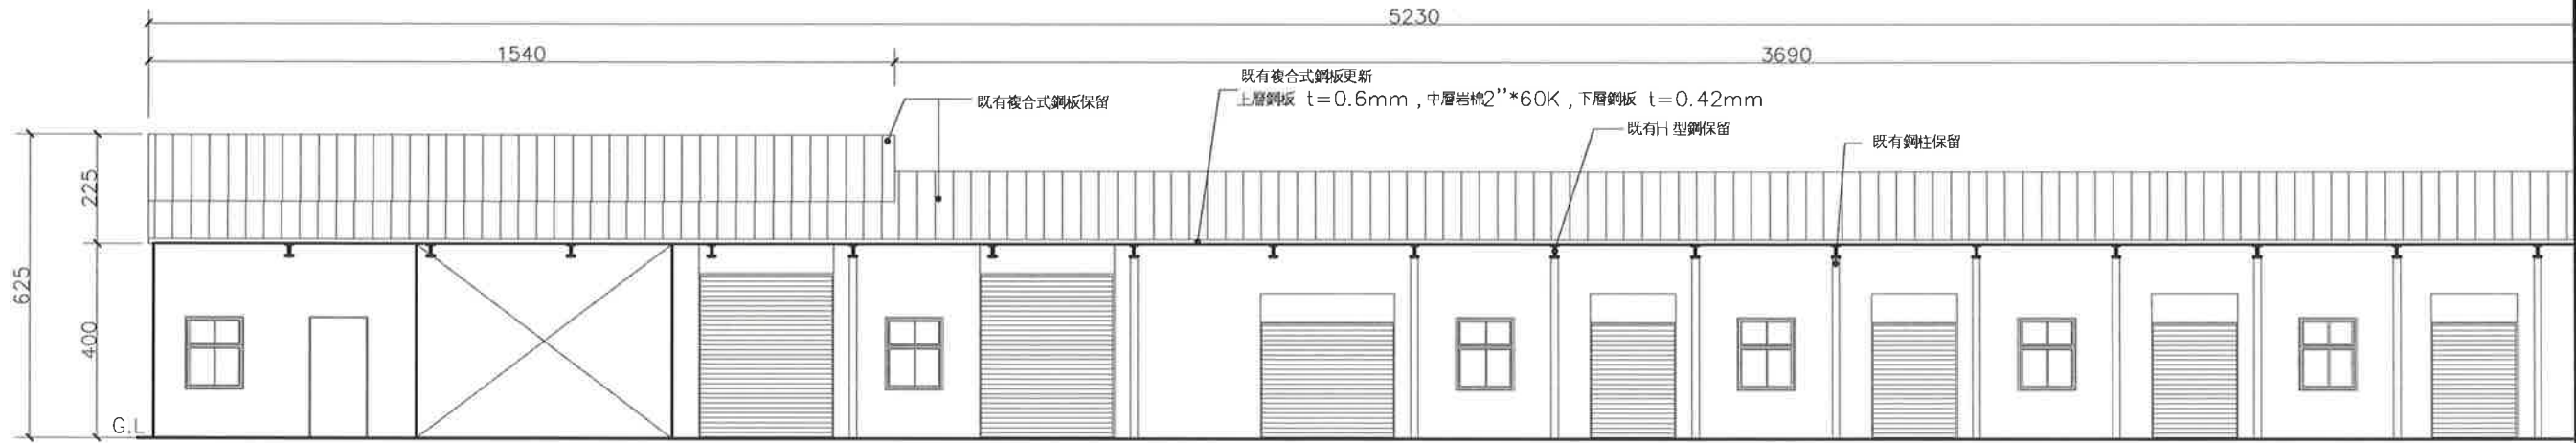 5230
1540
3690
既有複合式鋼板保留
既有複合式鋼板更新
上層鋼板 t=0.6mm , 中層岩棉2''*60K , 下層鋼板 t=0.42mm
既有H型鋼保留
既有鋼柱保留
225
625
400
G.L